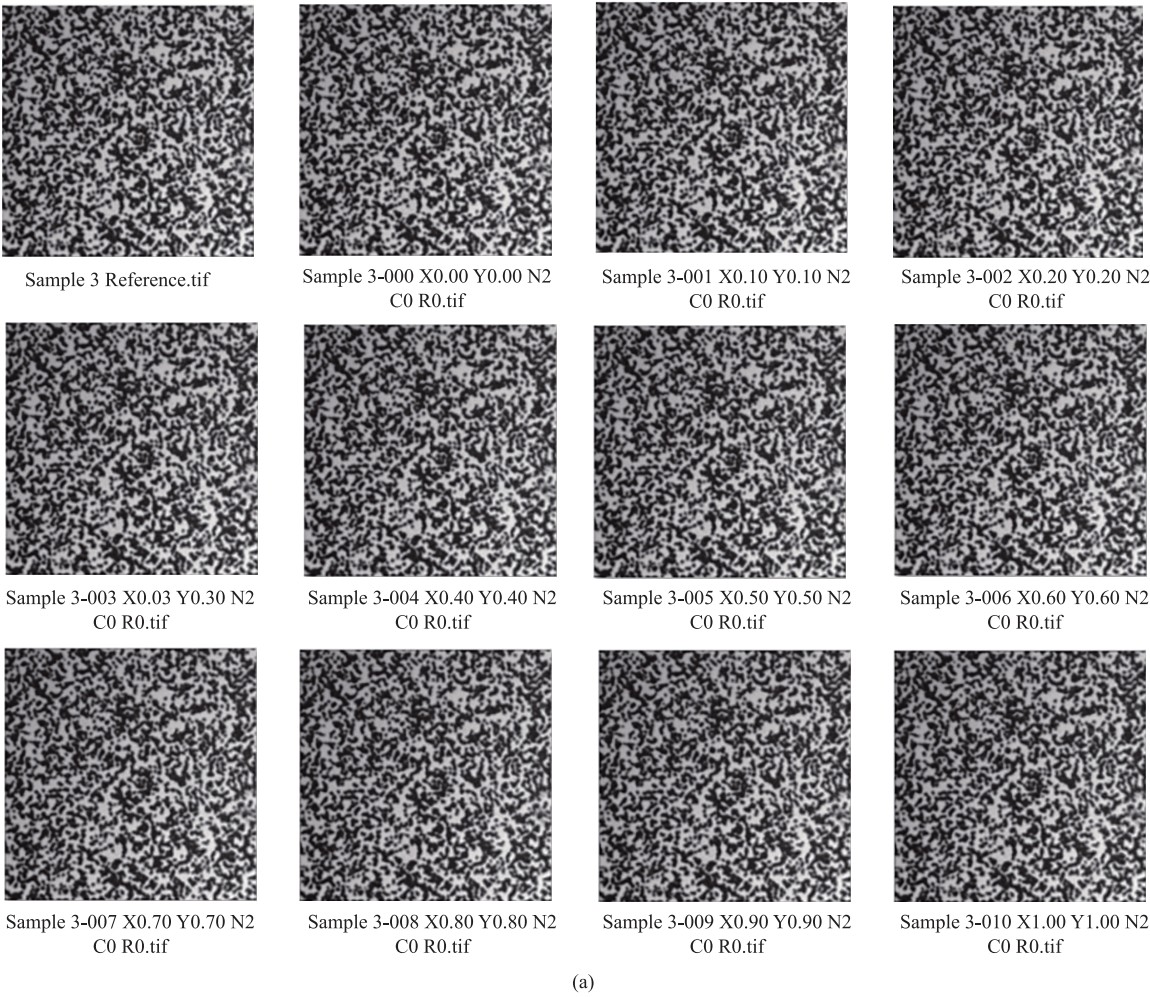 Sample 3 Reference.tif
Sample 3-000 X0.00 Y0.00 N2
C0 R0.tif
Sample 3-001 X0.10 Y0.10 N2
C0 R0.tif
Sample 3-002 X0.20 Y0.20 N2
C0 R0.tif
Sample 3-003 X0.03 Y0.30 N2
C0 R0.tif
Sample 3-004 X0.40 Y0.40 N2
C0 R0.tif
Sample 3-005 X0.50 Y0.50 N2
C0 R0.tif
Sample 3-006 X0.60 Y0.60 N2
C0 R0.tif
Sample 3-007 X0.70 Y0.70 N2
C0 R0.tif
Sample 3-008 X0.80 Y0.80 N2
C0 R0.tif
Sample 3-009 X0.90 Y0.90 N2
C0 R0.tif
Sample 3-010 X1.00 Y1.00 N2
C0 R0.tif
(a)